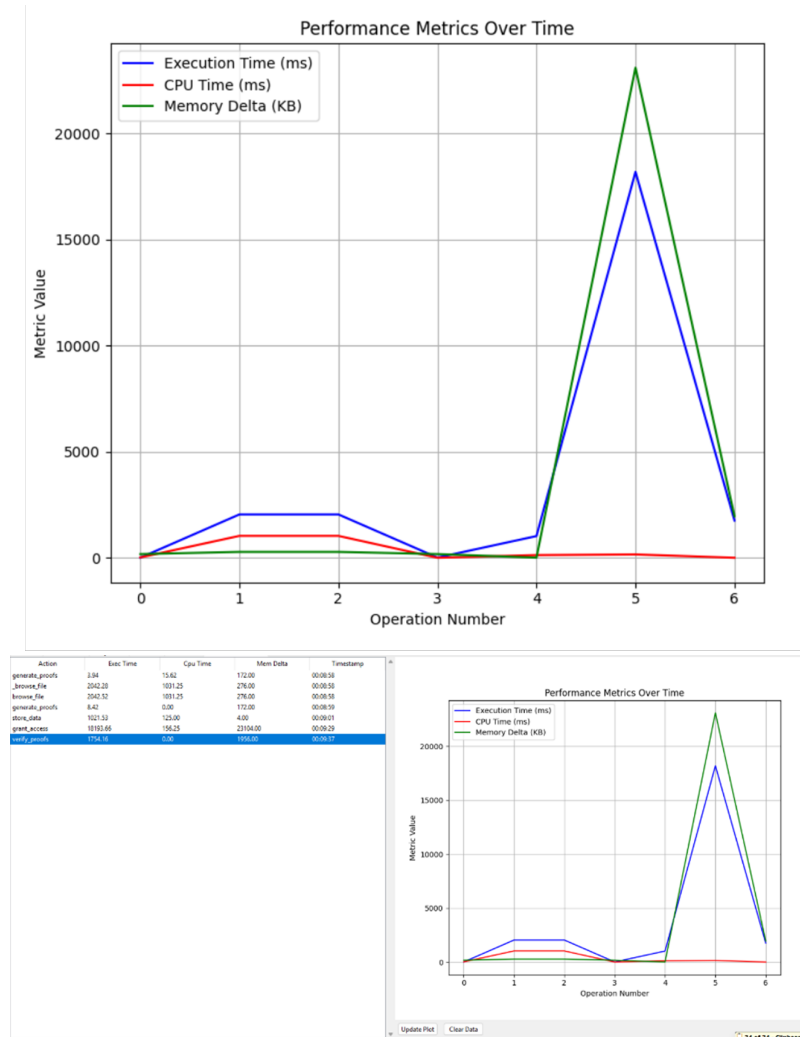 Performance Metrics Over Time
Execution Time (ms)
CPU Time (ms)
Memory Delta (KB)
20000
15000
10000
5000
0
Metric Value
0 1 2 3 4 5 6
Operation Number
Action Exec Time Cpu Time Mem Delta Timestamp
generate_proofs 3.94 15.62 172.00 00:08:58
_browse_file 2042.20 1031.25 276.00 00:08:58
browse_file 2042.52 1031.25 276.00 00:08:58
generate_proofs 8.42 0.00 172.00 00:08:59
store_data 1021.53 125.00 4.00 00:09:01
grant_access 18193.66 156.25 23104.00 00:09:29
verify_proofs 1754.16 0.00 1956.00 00:09:37
Performance Metrics Over Time
Execution Time (ms)
CPU Time (ms)
Memory Delta (KB)
20000
15000
10000
5000
0
Metric Value
0 1 2 3 4 5 6
Operation Number
Update Plot Clear Data